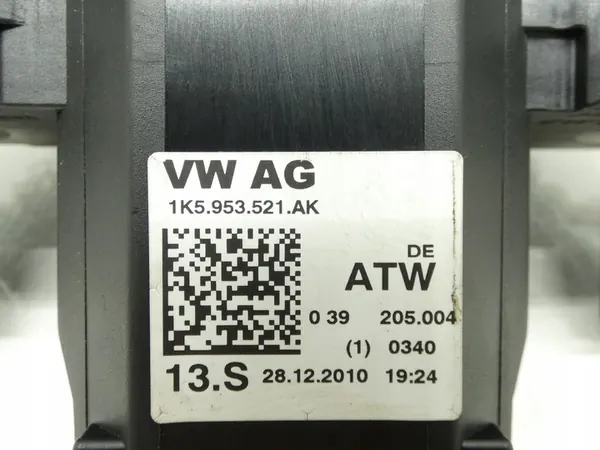 VW AG
1K5.953.521.AK
DE
ATW
0 39 205.004
(1) 0340
13.S 28.12.2010 19:24